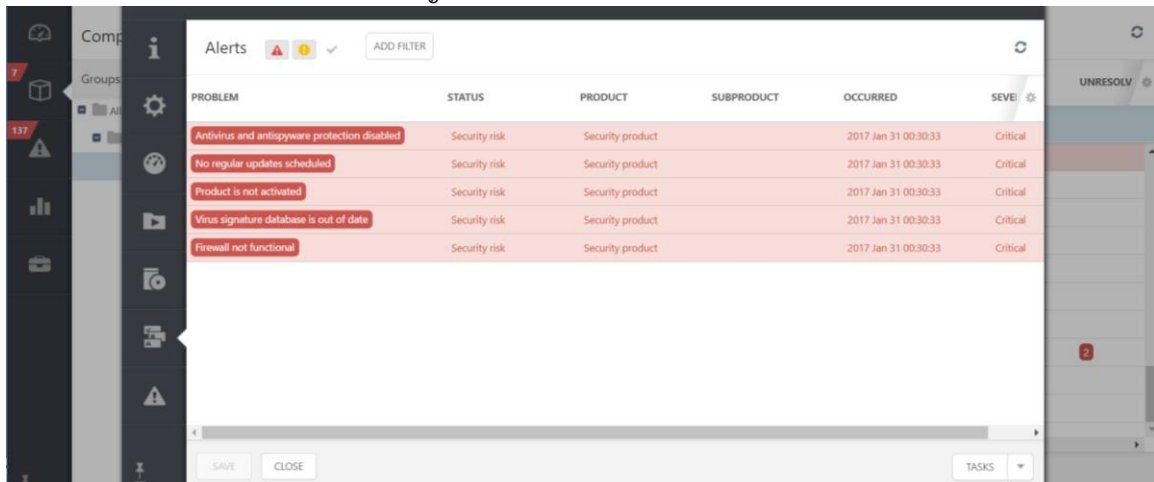 Comp
Alerts ADD FILTER
7
Groups
UNRESOLV
PROBLEM STATUS PRODUCT SUBPRODUCT OCCURRED SEVE
All
137
Antivirus and antispyware protection disabled Security risk Security product 2017 Jan 31 00:30:33 Critical
No regular updates scheduled Security risk Security product 2017 Jan 31 00:30:33 Critical
Product is not activated Security risk Security product 2017 Jan 31 00:30:33 Critical
Virus signature database is out of date Security risk Security product 2017 Jan 31 00:30:33 Critical
Firewall not functional Security risk Security product 2017 Jan 31 00:30:33 Critical
2
SAVE CLOSE TASKS